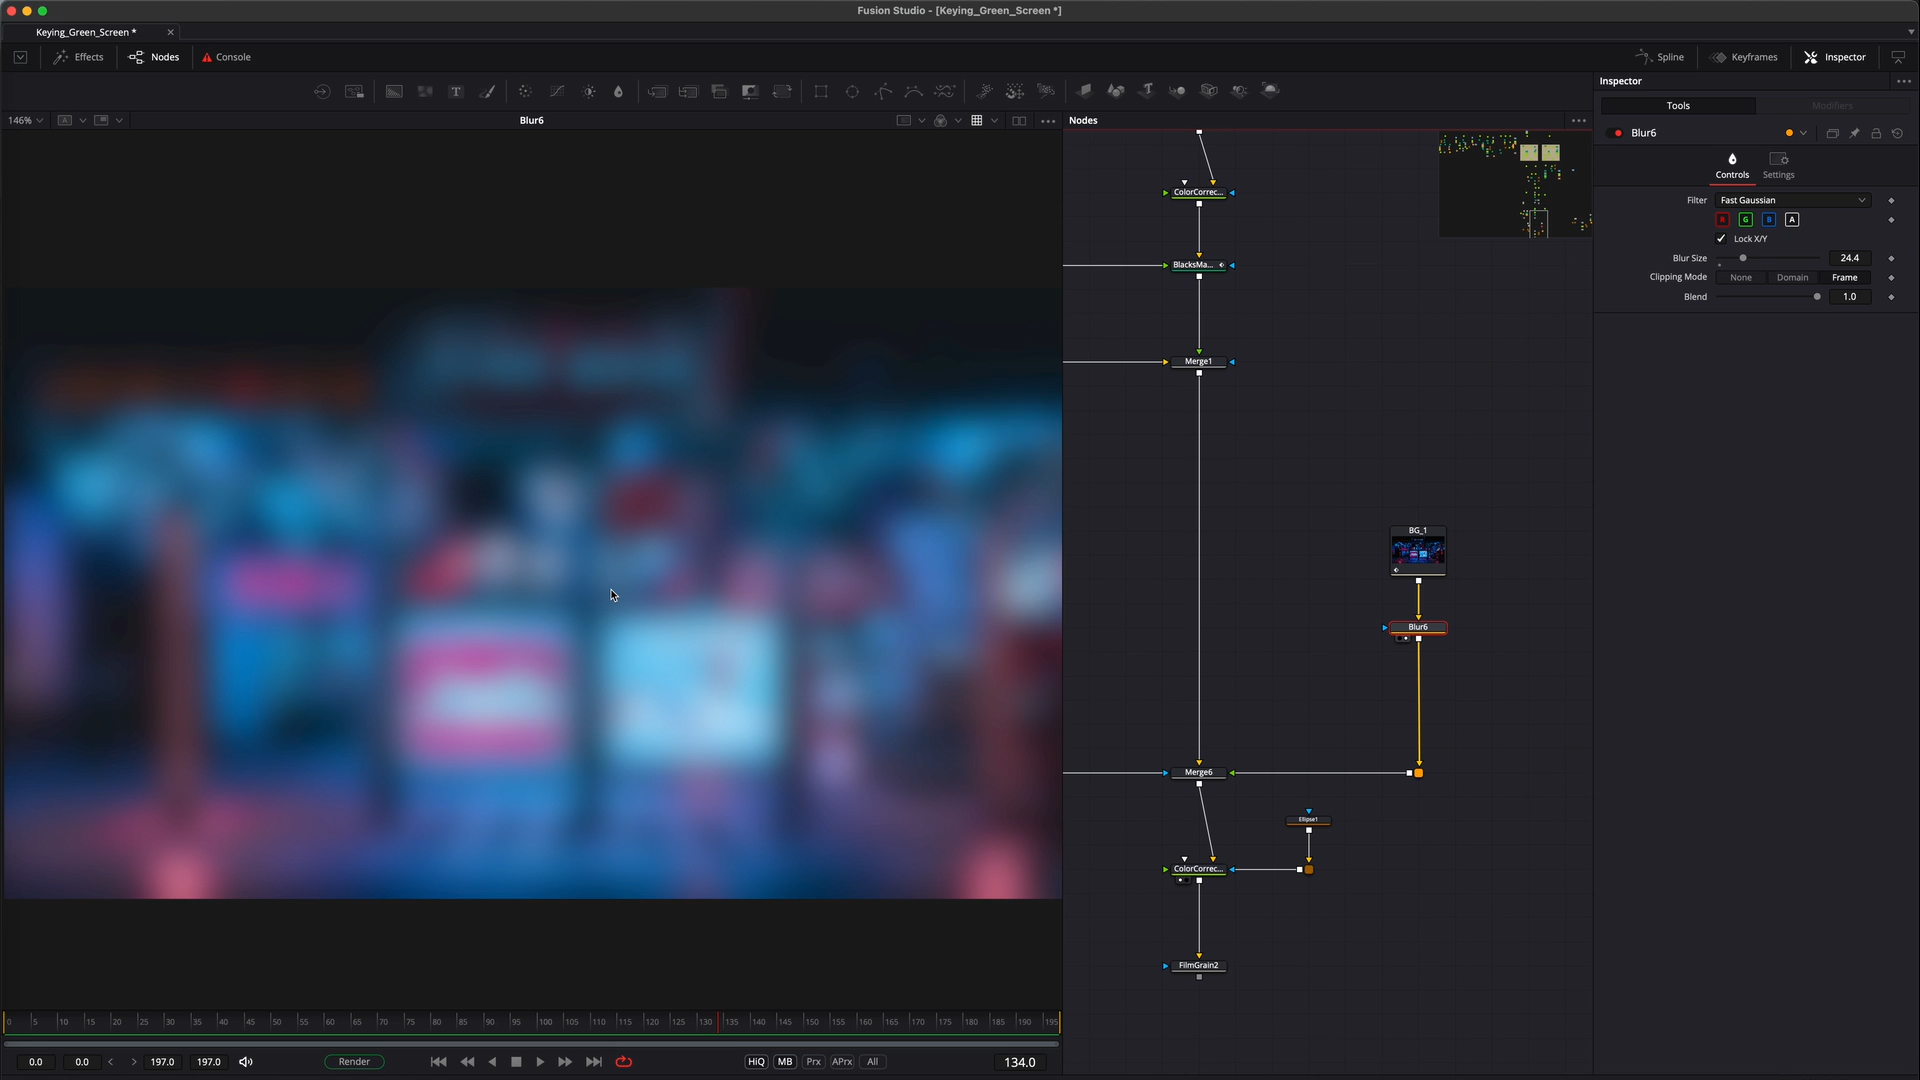 Fusion Studio - [Keying_Green_Screen *]
Keying_Green_Screen *
Effects
Nodes
Console
Spline
Keyframes
Inspector
Inspector
Tools
Modifiers
146%
A
Blur6
Nodes
Blur6
Controls
Settings
Filter
Fast Gaussian
R
G
B
A
Lock X/Y
Blur Size
24.4
Clipping Mode
None
Domain
Frame
Blend
1.0
ColorCorrec...
BlacksMa...
Merge1
BG_1
Blur6
Merge6
Ellipse1
ColorCorrec...
FilmGrain2
0 5 10 15 20 25 30 35 40 45 50 55 60 65 70 75 80 85 90 95 100 105 110 115 120 125 130 135 140 145 150 155 160 165 170 175 180 185 190 195
0.0
0.0
<
>
197.0
197.0
Render
HiQ
MB
Prx
APrx
All
134.0